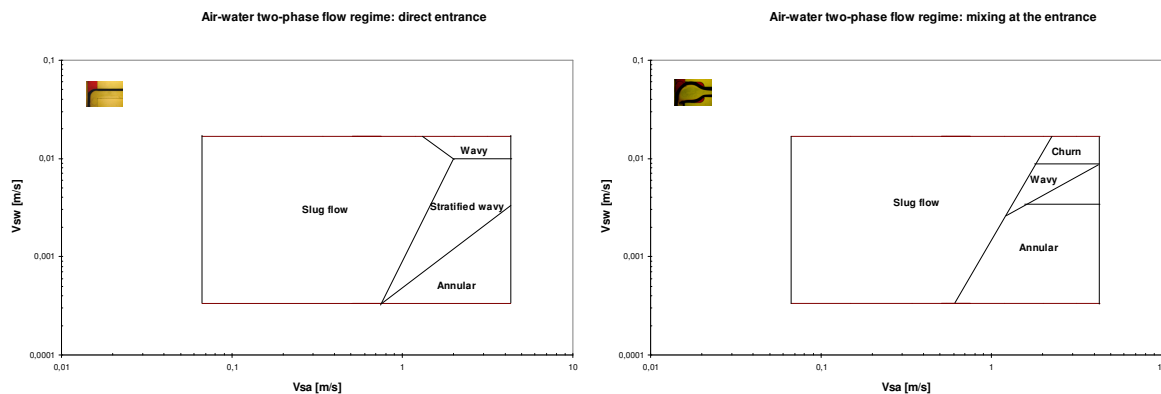 Air-water two-phase flow regime: direct entrance
0,1
0,01
0,001
0,0001
0,01
0,1
1
10
Vsw [m/s]
Vsa [m/s]
Slug flow
Wavy
Stratified wavy
Annular
Air-water two-phase flow regime: mixing at the entrance
0,1
0,01
0,001
0,0001
0,01
0,1
1
Vsw [m/s]
Vsa [m/s]
Slug flow
Churn
Wavy
Annular